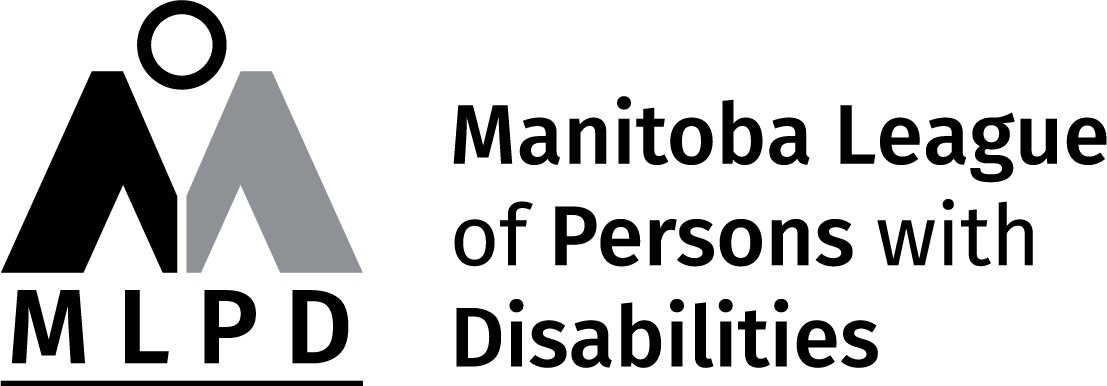 MLPD
Manitoba League
of Persons with
Disabilities